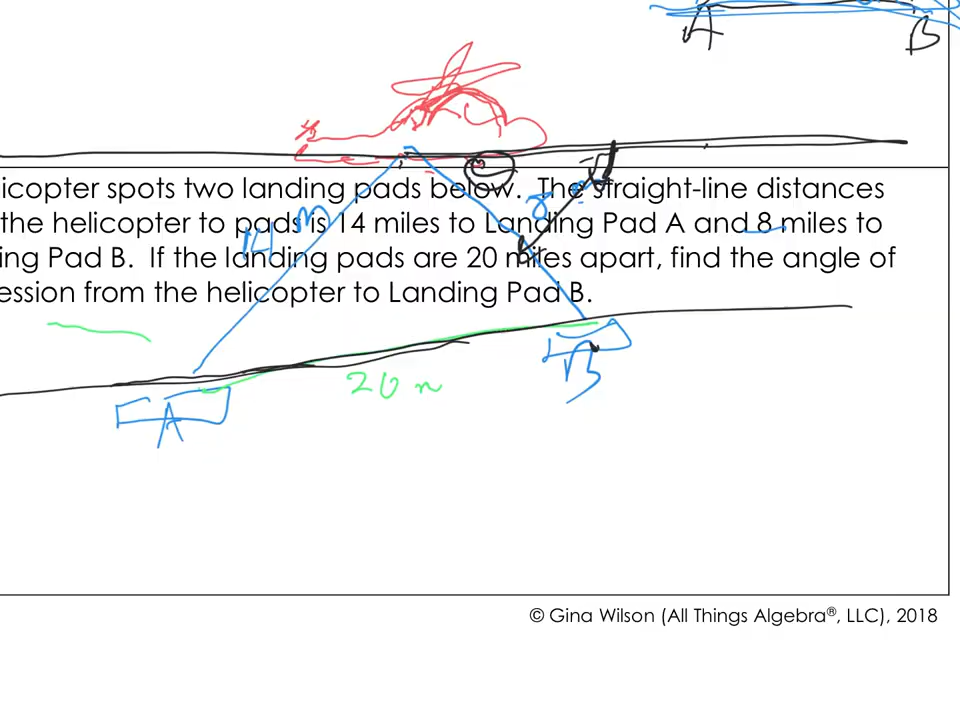 A B
icopter spots two landing pads below. The straight-line distances
the helicopter to pads is 14 miles to Landing Pad A and 8 miles to
ing Pad B. If the landing pads are 20 miles apart, find the angle of
ession from the helicopter to Landing Pad B.
14 m
8
20 m
B
A
© Gina Wilson (All Things Algebra®, LLC), 2018